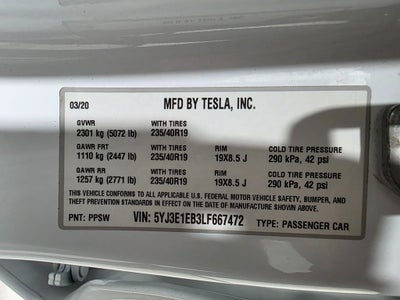 03/20 MFD BY TESLA, INC.
GVWR WITH TIRES
2301 kg (5072 lb) 235/40R19
GAWR FRT WITH TIRES RIM COLD TIRE PRESSURE
1110 kg (2447 lb) 235/40R19 19X8.5 J 290 kPa, 42 psi
GAWR RR WITH TIRES RIM COLD TIRE PRESSURE
1257 kg (2771 lb) 235/40R19 19X8.5 J 290 kPa, 42 psi
THIS VEHICLE CONFORMS TO ALL APPLICABLE U.S. FEDERAL MOTOR VEHICLE SAFETY, BUMPER, AND
THEFT PREVENTION STANDARDS IN EFFECT ON THE DATE OF MANUFACTURE SHOWN ABOVE.
PNT: PPSW VIN: 5YJ3E1EB3LF667472 TYPE: PASSENGER CAR